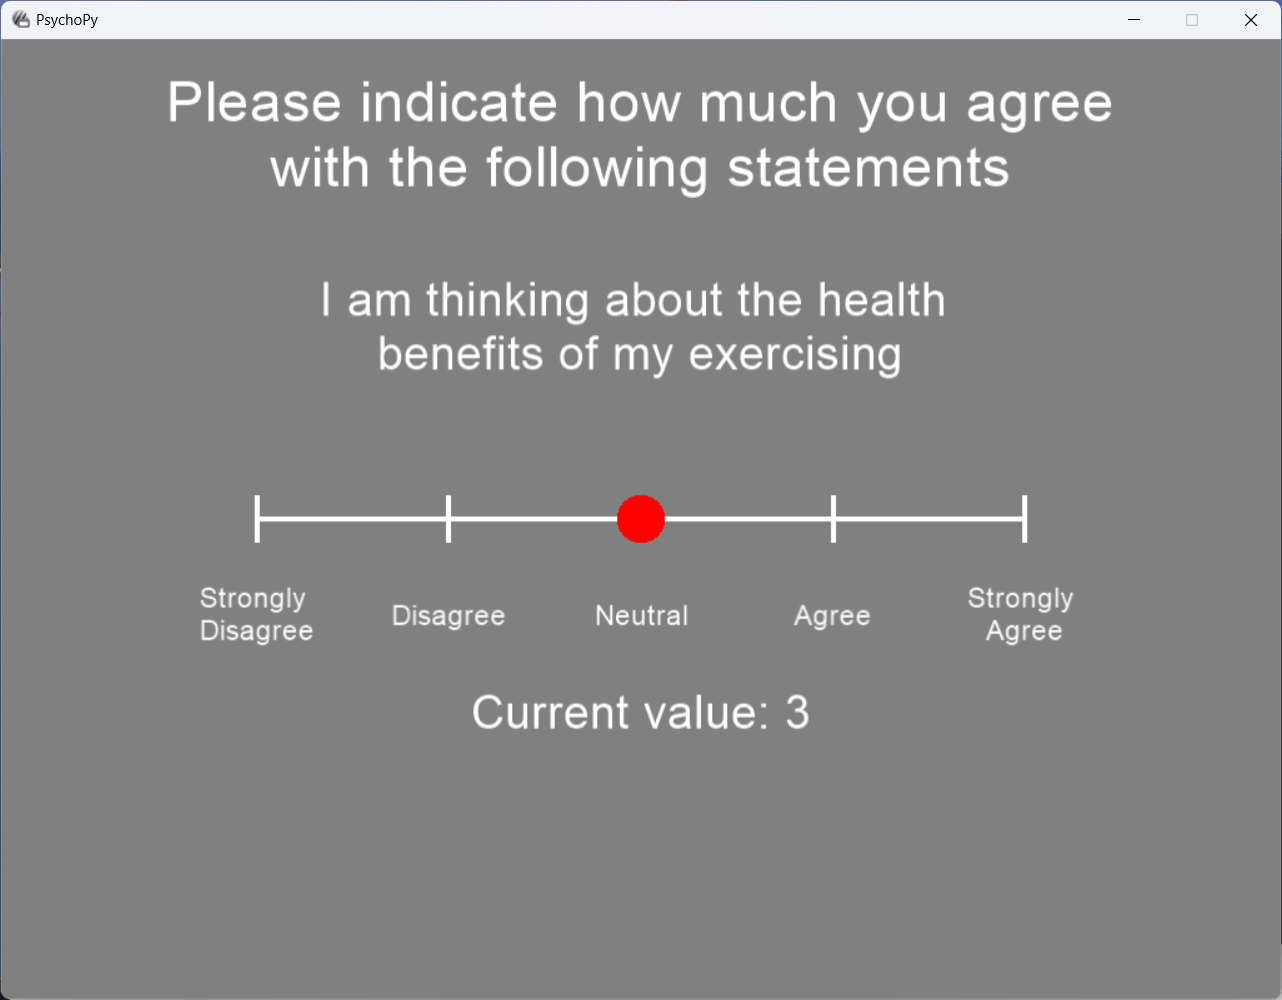 PsychoPy
Please indicate how much you agree
with the following statements
I am thinking about the health
benefits of my exercising
Strongly
Disagree
Disagree
Neutral
Agree
Strongly
Agree
Current value: 3